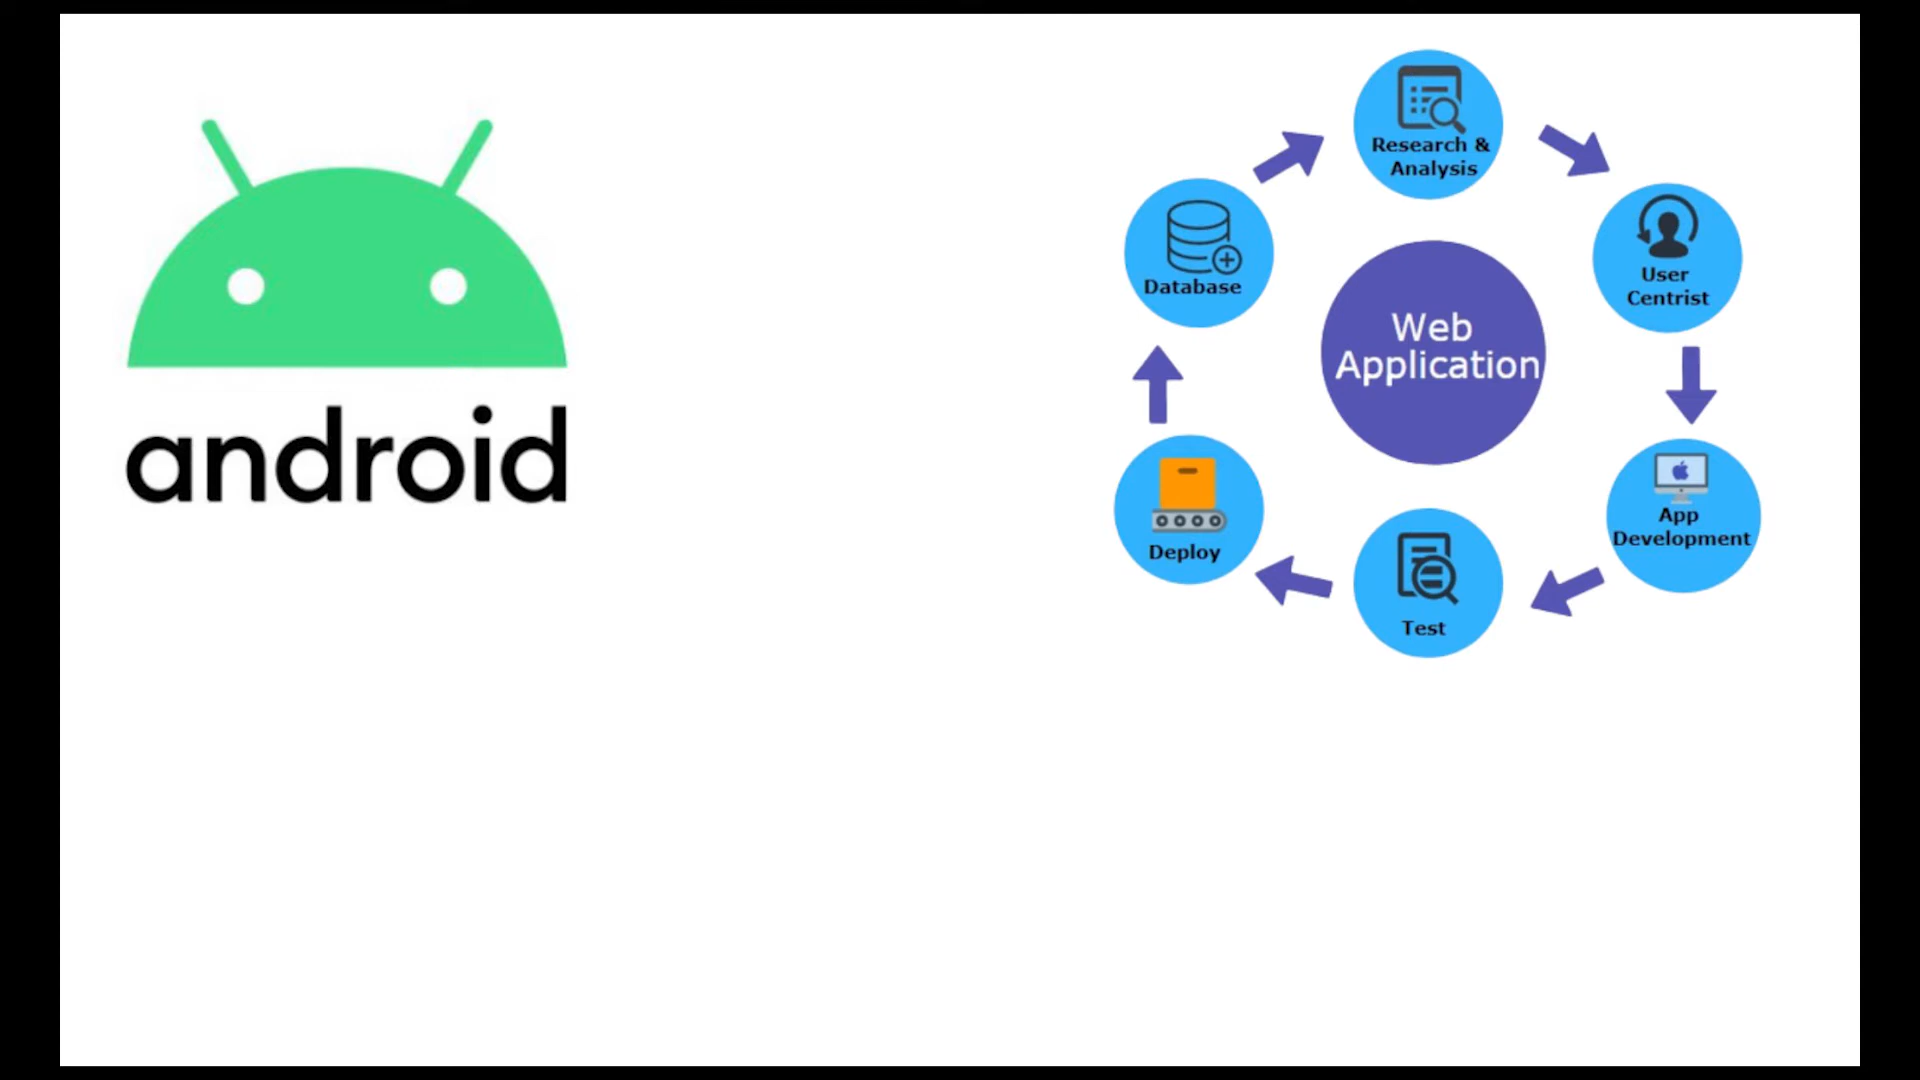 android
Research &
Analysis
User
Centrist
App
Development
Test
Deploy
Database
Web
Application